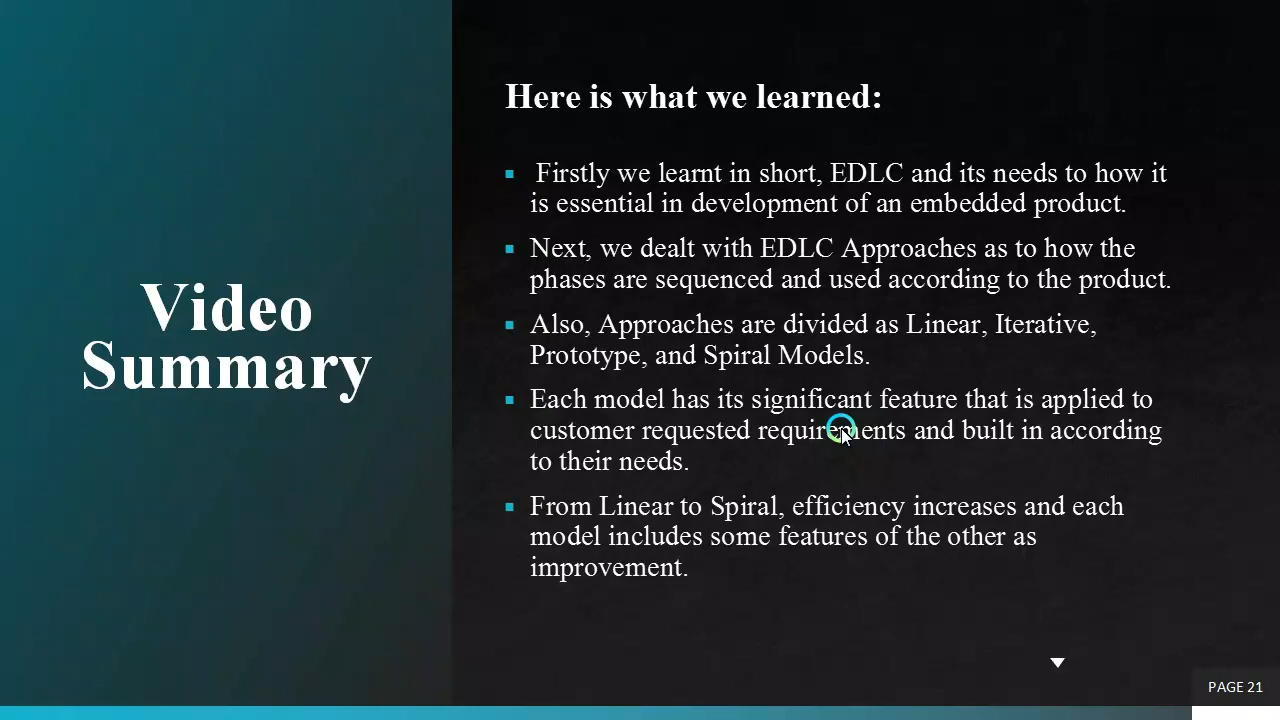 Video
Summary
Here is what we learned:
Firstly we learnt in short, EDLC and its needs to how it
is essential in development of an embedded product.
Next, we dealt with EDLC Approaches as to how the
phases are sequenced and used according to the product.
Also, Approaches are divided as Linear, Iterative,
Prototype, and Spiral Models.
Each model has its significant feature that is applied to
customer requested requirements and built in according
to their needs.
From Linear to Spiral, efficiency increases and each
model includes some features of the other as
improvement.
PAGE 21